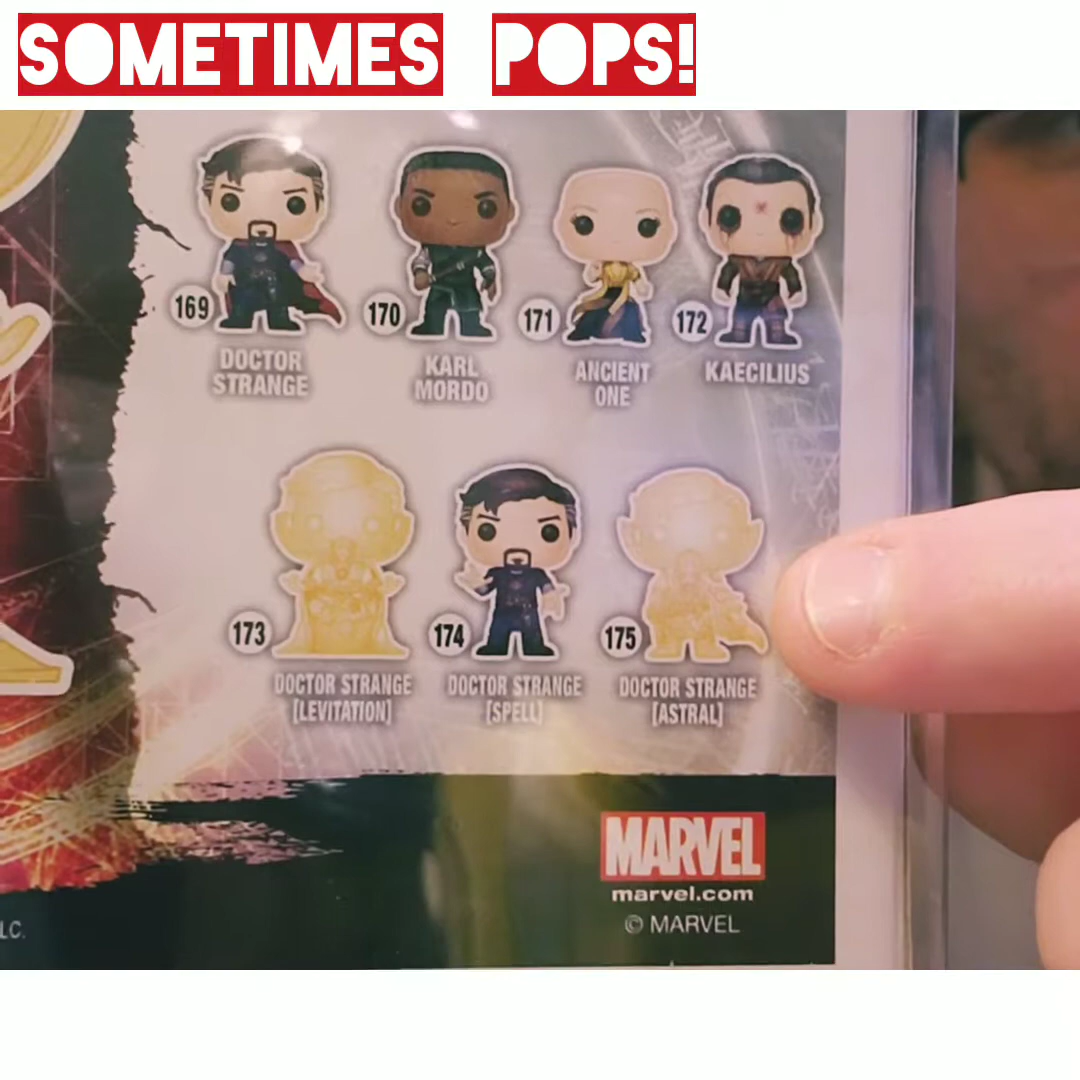 SOMETIMES POPS!
169
DOCTOR
STRANGE
170
KARL
MORDO
171
ANCIENT
ONE
172
KAECILIUS
173
DOCTOR STRANGE
[LEVITATION]
174
DOCTOR STRANGE
[SPELL]
175
DOCTOR STRANGE
[ASTRAL]
MARVEL
marvel.com
© MARVEL
LC.